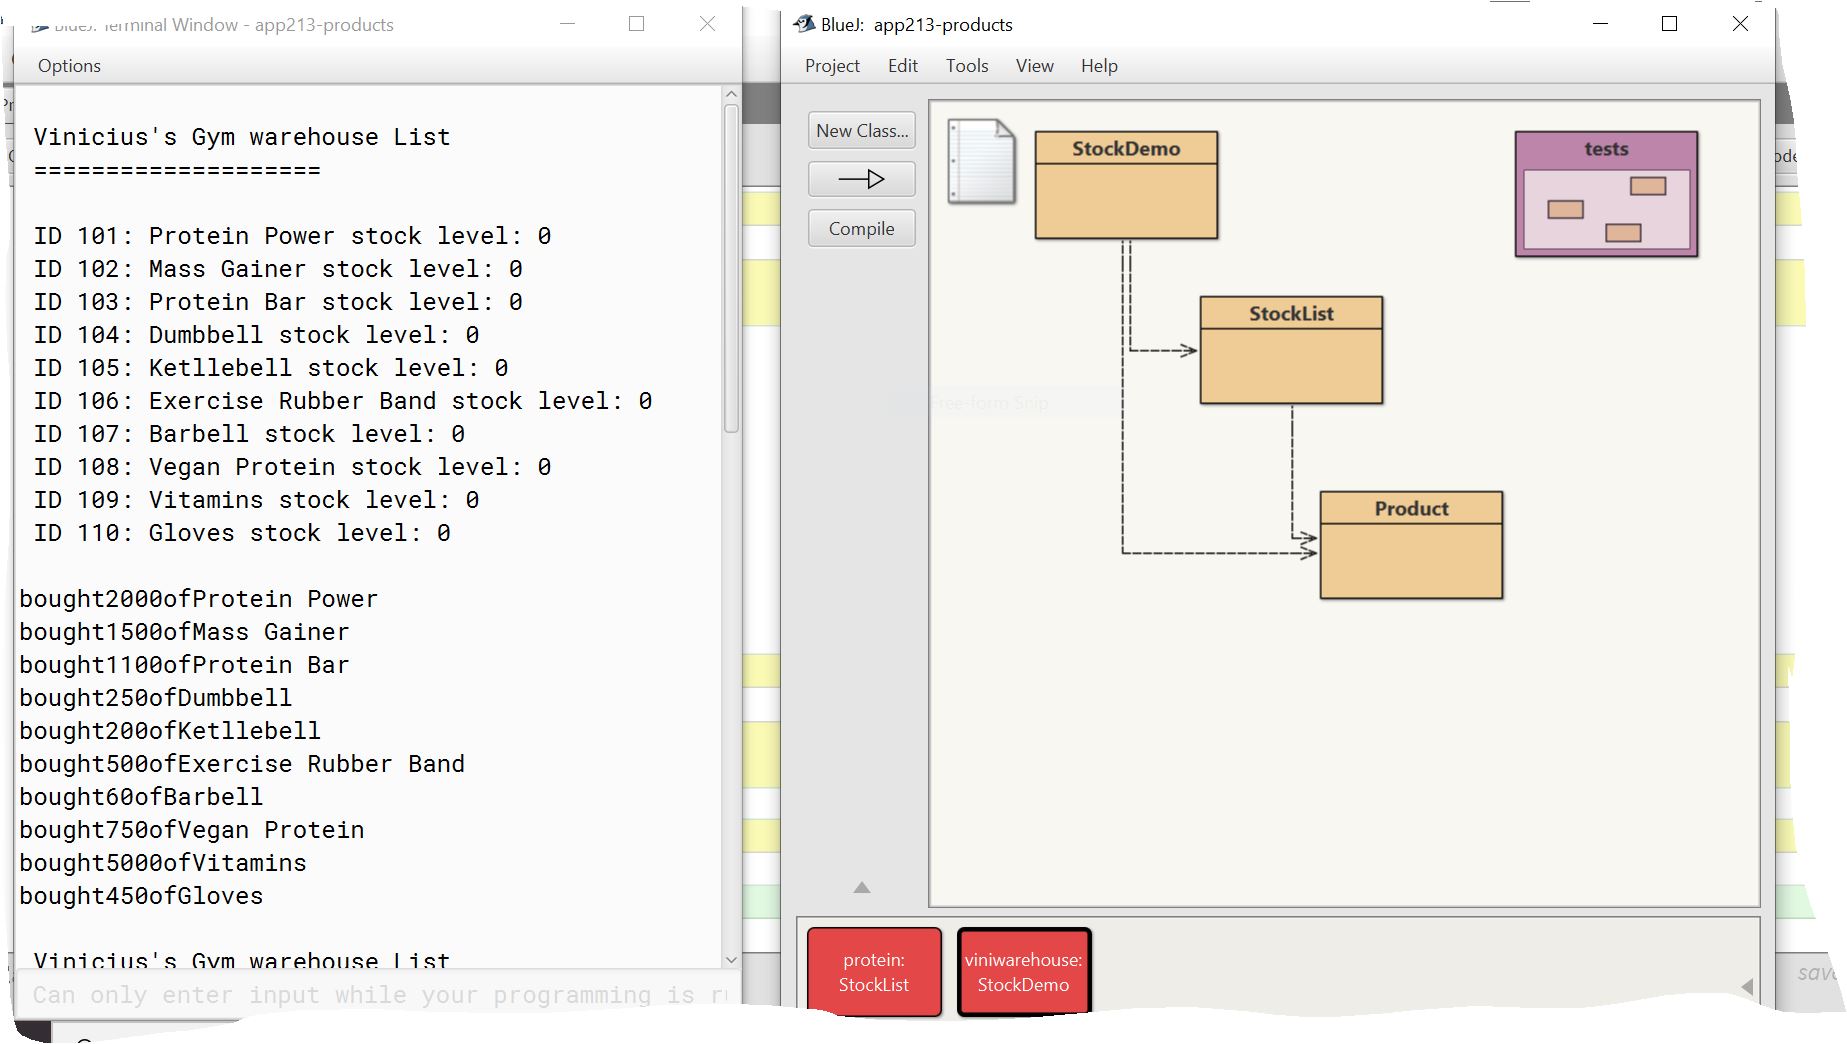 BlueJ: Terminal Window - app213-products
Options
Vinicius's Gym warehouse List
====================
ID 101: Protein Power stock level: 0
ID 102: Mass Gainer stock level: 0
ID 103: Protein Bar stock level: 0
ID 104: Dumbbell stock level: 0
ID 105: Ketllebell stock level: 0
ID 106: Exercise Rubber Band stock level: 0
ID 107: Barbell stock level: 0
ID 108: Vegan Protein stock level: 0
ID 109: Vitamins stock level: 0
ID 110: Gloves stock level: 0
bought2000ofProtein Power
bought1500ofMass Gainer
bought1100ofProtein Bar
bought250ofDumbbell
bought200ofKetllebell
bought500ofExercise Rubber Band
bought60ofBarbell
bought750ofVegan Protein
bought5000ofVitamins
bought450ofGloves
Vinicius's Gym warehouse List
Can only enter input while your programming is ru
BlueJ: app213-products
Project Edit Tools View Help
New Class...
Compile
StockDemo
tests
StockList
Free-form Snip
Product
protein:
StockList
viniwarehouse:
StockDemo